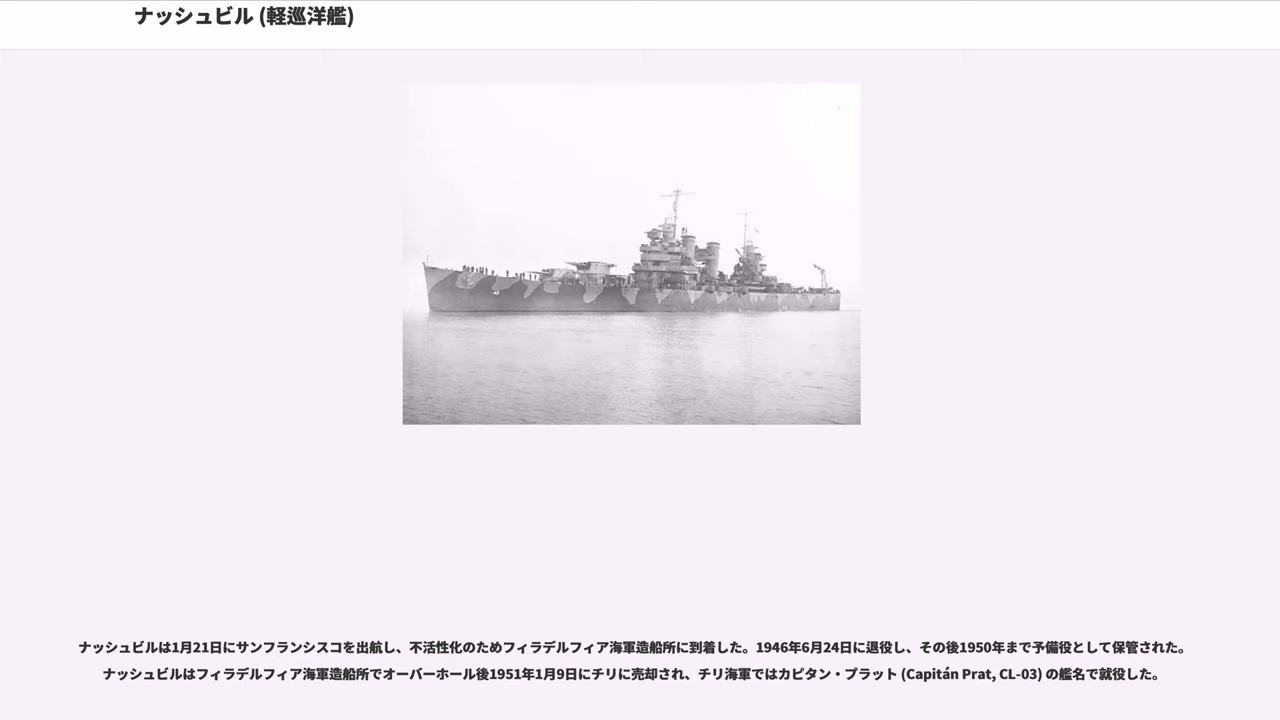 ナッシュビル (軽巡洋艦)
ナッシュビルは1月21日にサンフランシスコを出航し、不活性化のためフィラデルフィア海軍造船所に到着した。1946年6月24日に退役し、その後1950年まで予備役として保管された。
ナッシュビルはフィラデルフィア海軍造船所でオーバーホール後1951年1月9日にチリに売却され、チリ海軍ではカピタン・プラット (Capitán Prat, CL-03) の艦名で就役した。